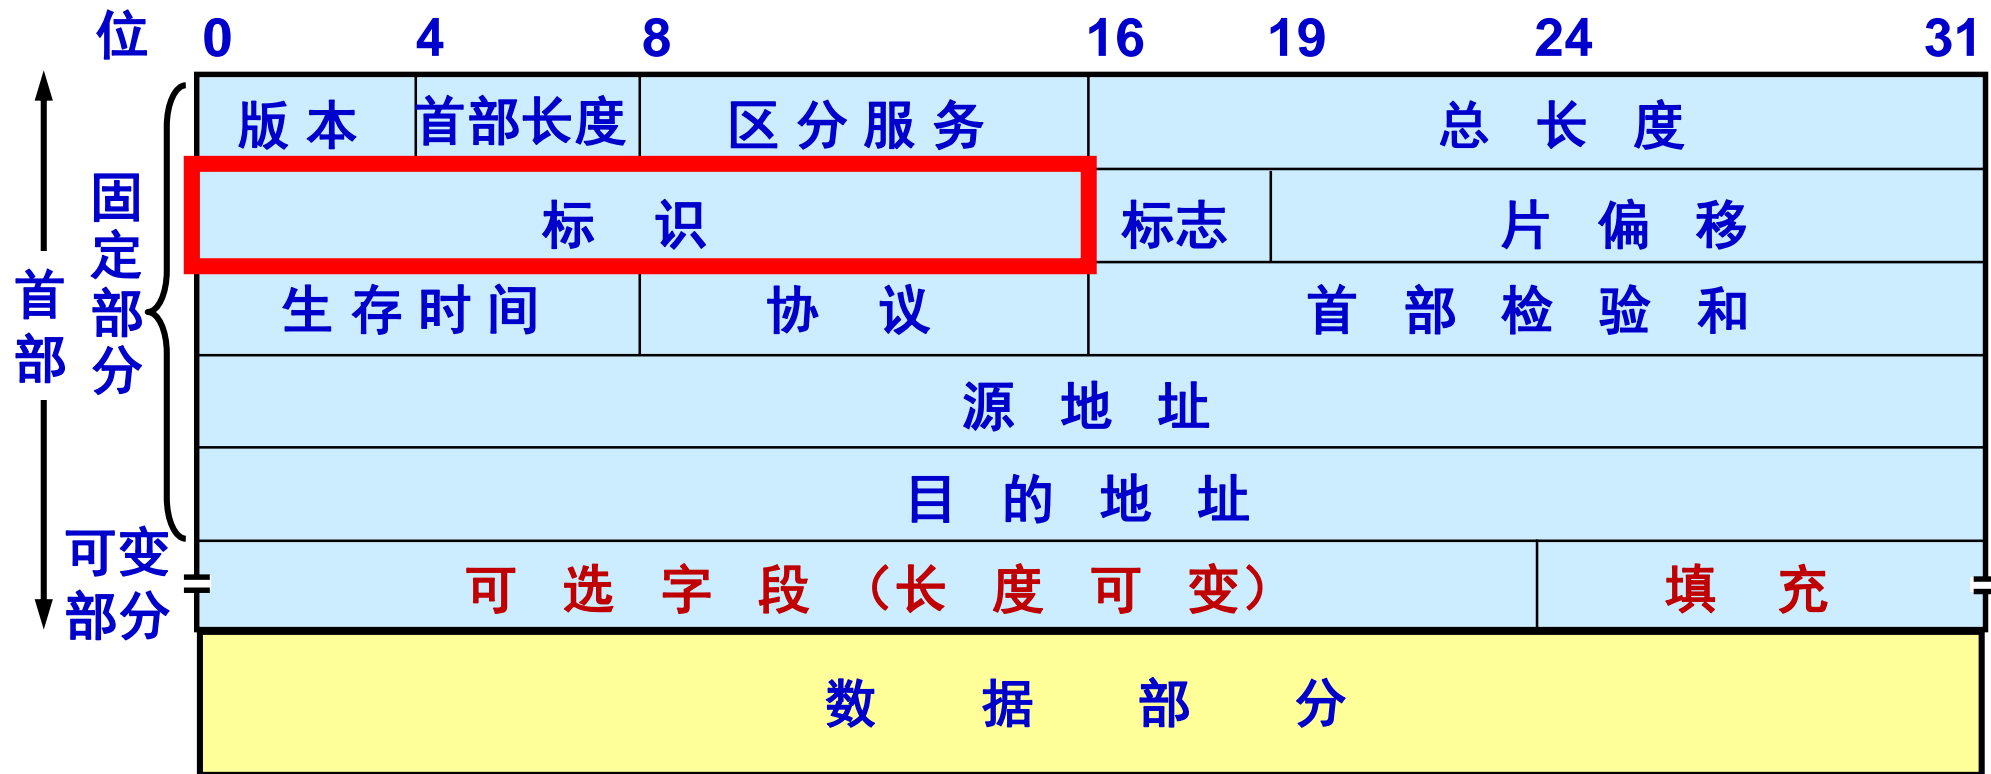 位 0 4 8 16 19 24 31
版本 首部长度 区分服务 总长度
标识 标志 片偏移
生存时间 协议 首部检验和
源地址
目的地址
可选字段（长度可变） 填充
数据部分
首部
固定部分
可变
部分